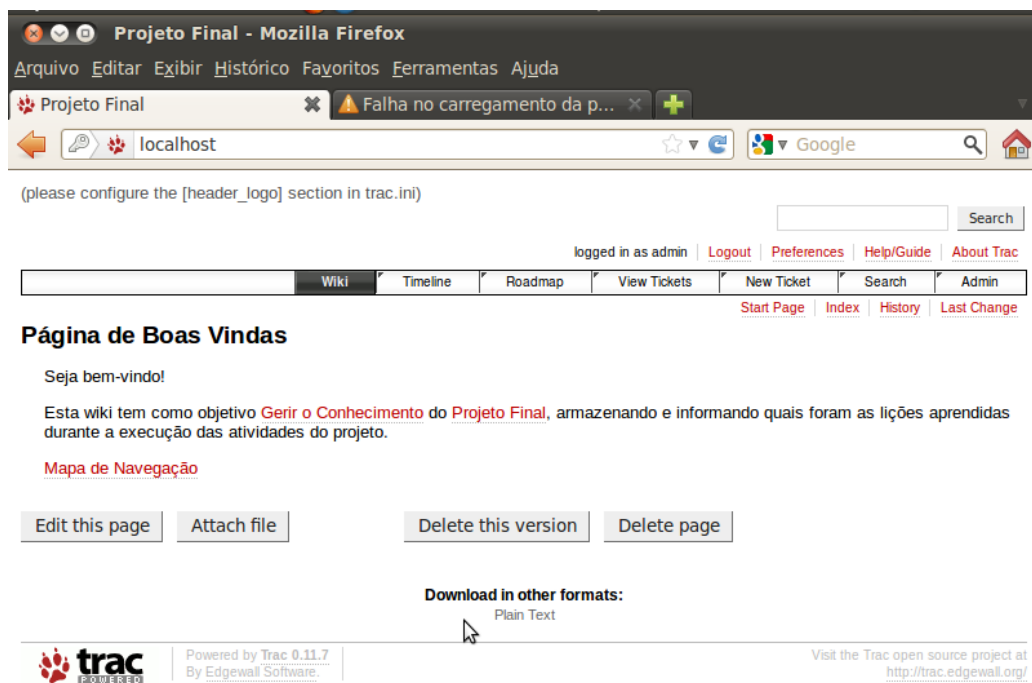 Projeto Final - Mozilla Firefox
Arquivo Editar Exibir Histórico Favoritos Ferramentas Ajuda
Projeto Final Falha no carregamento da p...
localhost Google
(please configure the [header_logo] section in trac.ini)
Search
logged in as admin Logout Preferences Help/Guide About Trac
Wiki Timeline Roadmap View Tickets New Ticket Search Admin
Start Page Index History Last Change
Página de Boas Vindas
Seja bem-vindo!
Esta wiki tem como objetivo Gerir o Conhecimento do Projeto Final, armazenando e informando quais foram as lições aprendidas
durante a execução das atividades do projeto.
Mapa de Navegação
Edit this page Attach file Delete this version Delete page
Download in other formats:
Plain Text
trac
POWERED
Powered by Trac 0.11.7
By Edgewall Software.
Visit the Trac open source project at
http://trac.edgewall.org/